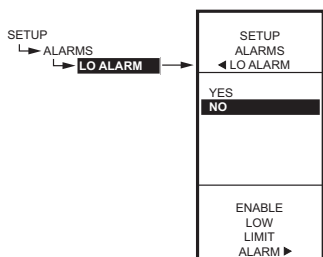 SETUP
ALARMS
LO ALARM
SETUP
ALARMS
◀ LO ALARM
YES
NO
ENABLE
LOW
LIMIT
ALARM ▶